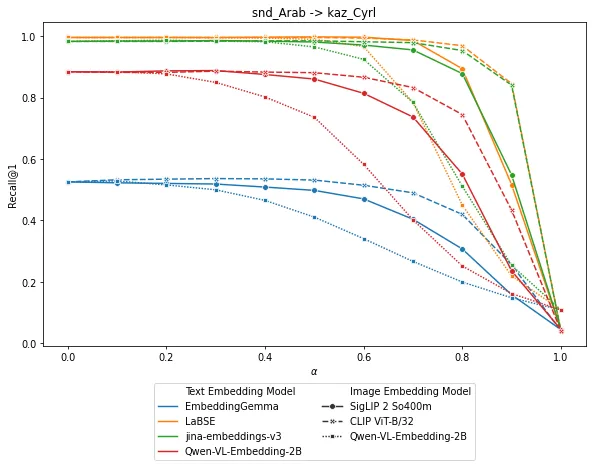 snd_Arab -> kaz_Cyrl
1.0
0.8
0.6
0.4
0.2
0.0
Recall@1
0.0 0.2 0.4 0.6 0.8 1.0
α
Text Embedding Model Image Embedding Model
EmbeddingGemma SigLIP 2 So400m
LaBSE CLIP ViT-B/32
jina-embeddings-v3 Qwen-VL-Embedding-2B
Qwen-VL-Embedding-2B